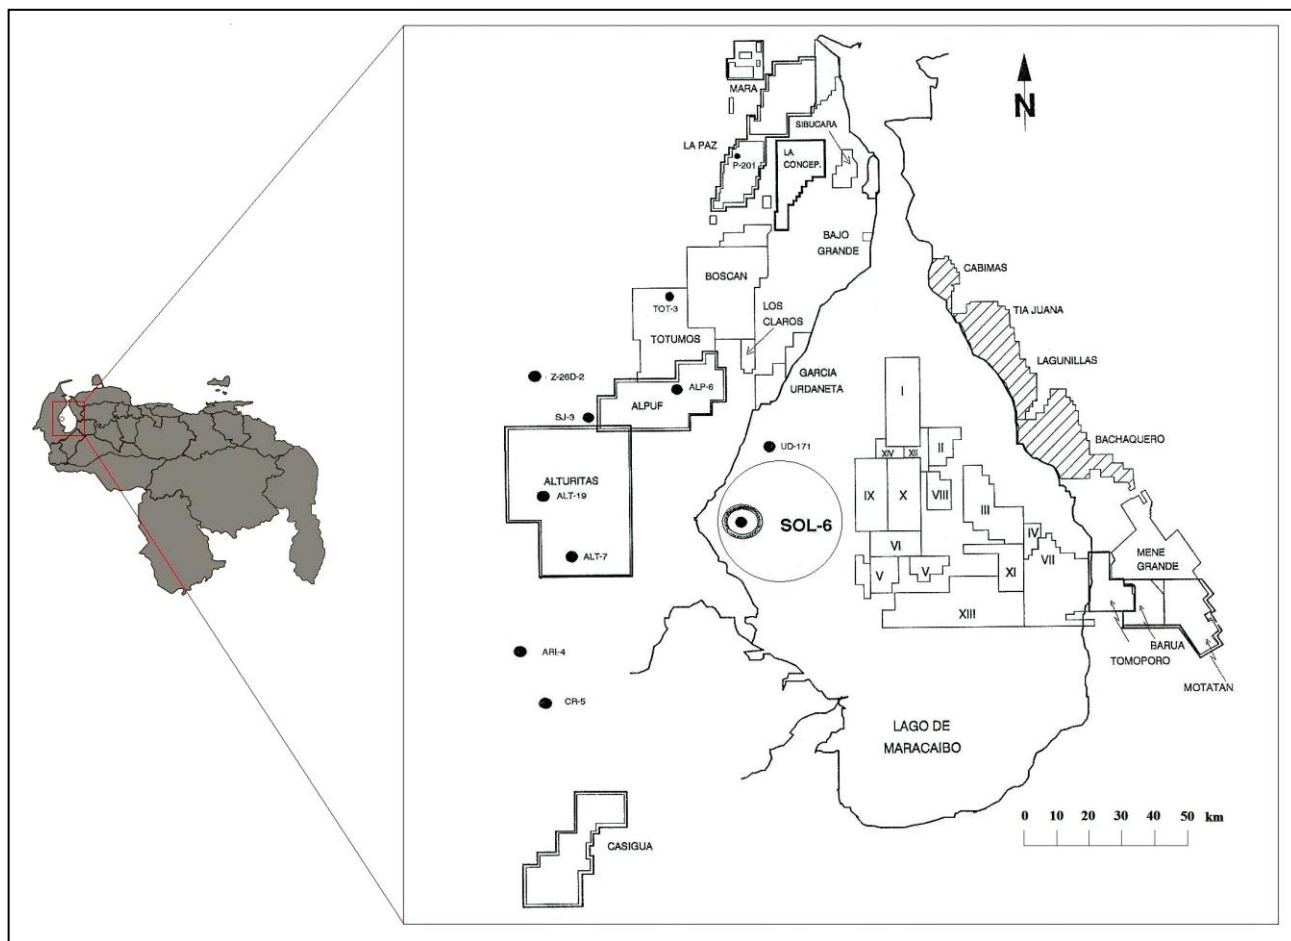 MARA
N
SIBUCARA
LA PAZ
P-201
LA
CONCEP.
BAJO
GRANDE
BOSCAN
CABIMAS
TOT-3
LOS
CLAROS
TIA JUANA
TOTUMOS
LAGUNILLAS
GARCIA
URDANETA
Z-26D-2
ALP-6
I
ALPUF
SJ-3
BACHAQUERO
UD-171
XIV
XII
II
ALTURITAS
ALT-19
IX
X
VIII
III
SOL-6
IV
VI
VII
MENE
GRANDE
ALT-7
V
V
XI
XIII
BARUA
TOMOPORO
MOTATAN
ARI-4
CR-5
LAGO DE
MARACAIBO
0 10 20 30 40 50 km
CASIGUA